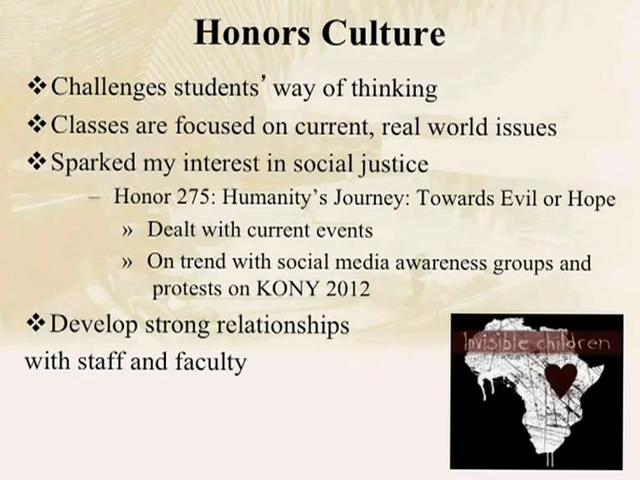 Honors Culture
❖Challenges students’ way of thinking
❖Classes are focused on current, real world issues
❖Sparked my interest in social justice
– Honor 275: Humanity’s Journey: Towards Evil or Hope
» Dealt with current events
» On trend with social media awareness groups and
protests on KONY 2012
❖Develop strong relationships
with staff and faculty
Invisible children